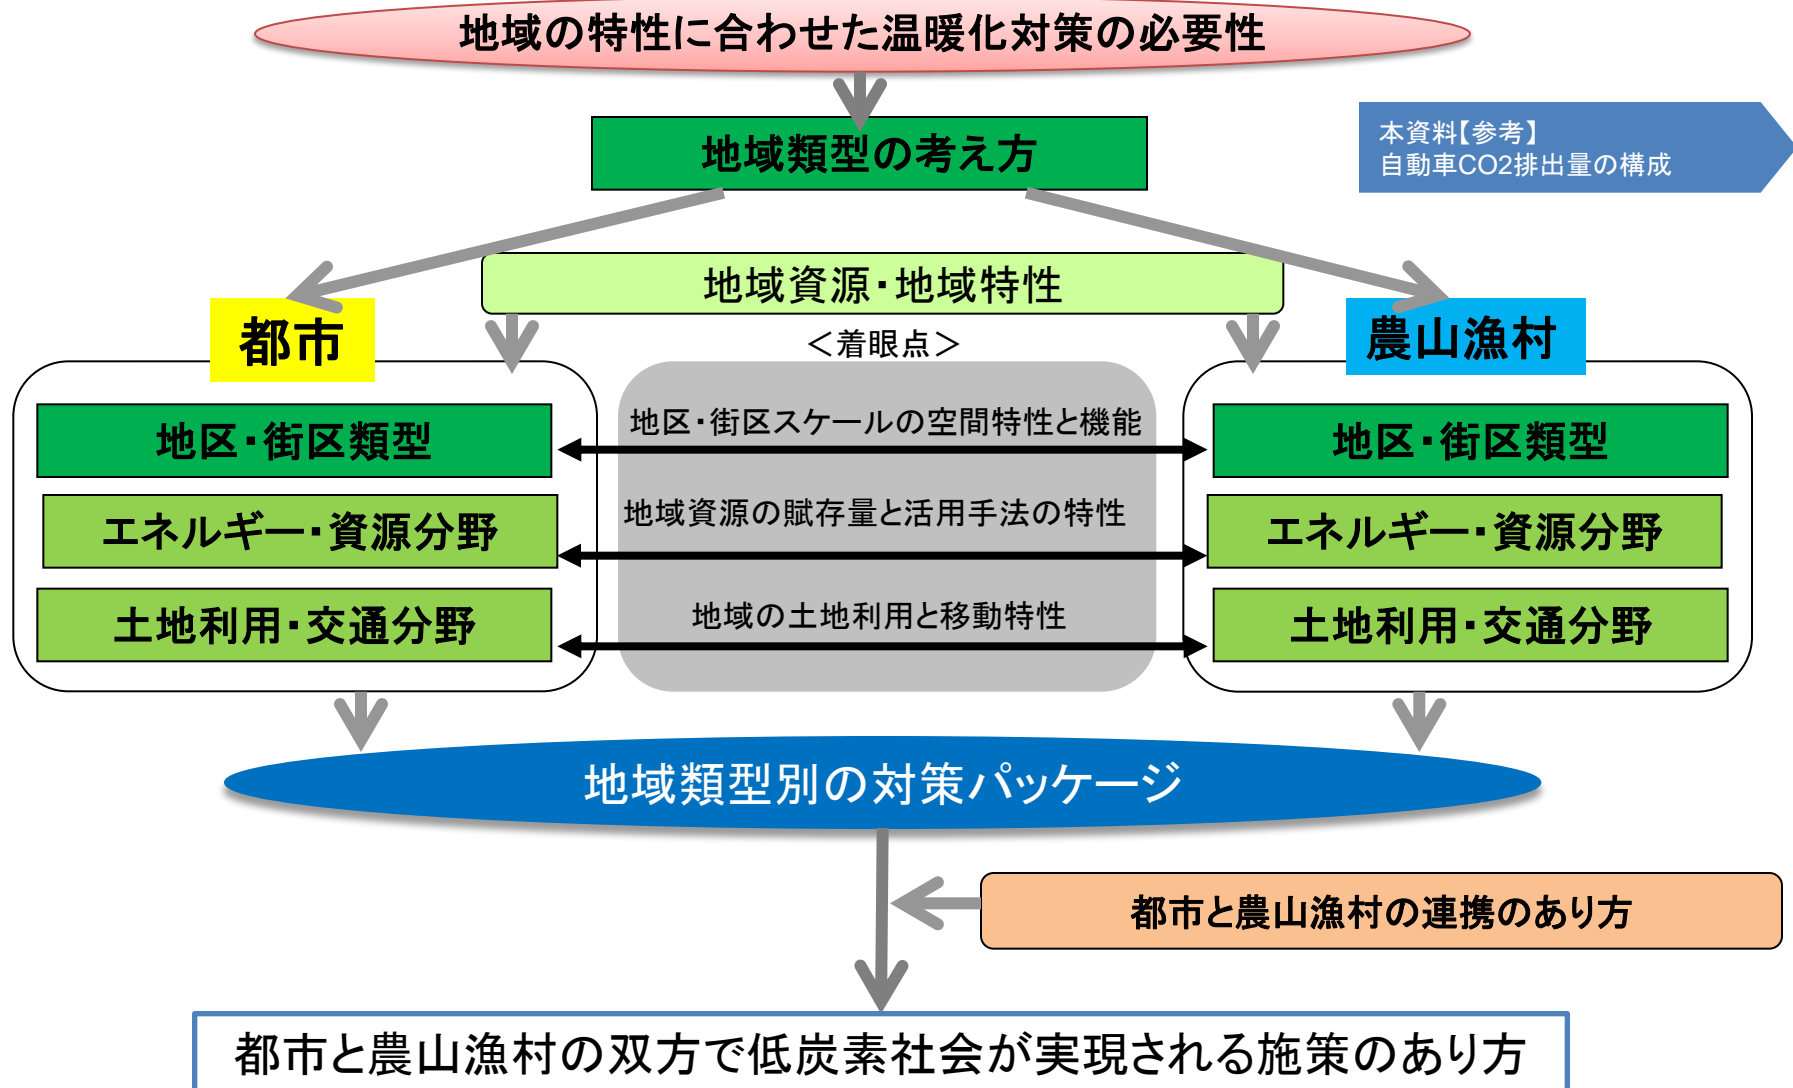 地域の特性に合わせた温暖化対策の必要性
地域類型の考え方
本資料【参考】
自動車CO2排出量の構成
地域資源・地域特性
都市
＜着眼点＞
農山漁村
地区・街区類型
地区・街区スケールの空間特性と機能
地区・街区類型
エネルギー・資源分野
地域資源の賦存量と活用手法の特性
エネルギー・資源分野
土地利用・交通分野
地域の土地利用と移動特性
土地利用・交通分野
地域類型別の対策パッケージ
都市と農山漁村の連携のあり方
都市と農山漁村の双方で低炭素社会が実現される施策のあり方